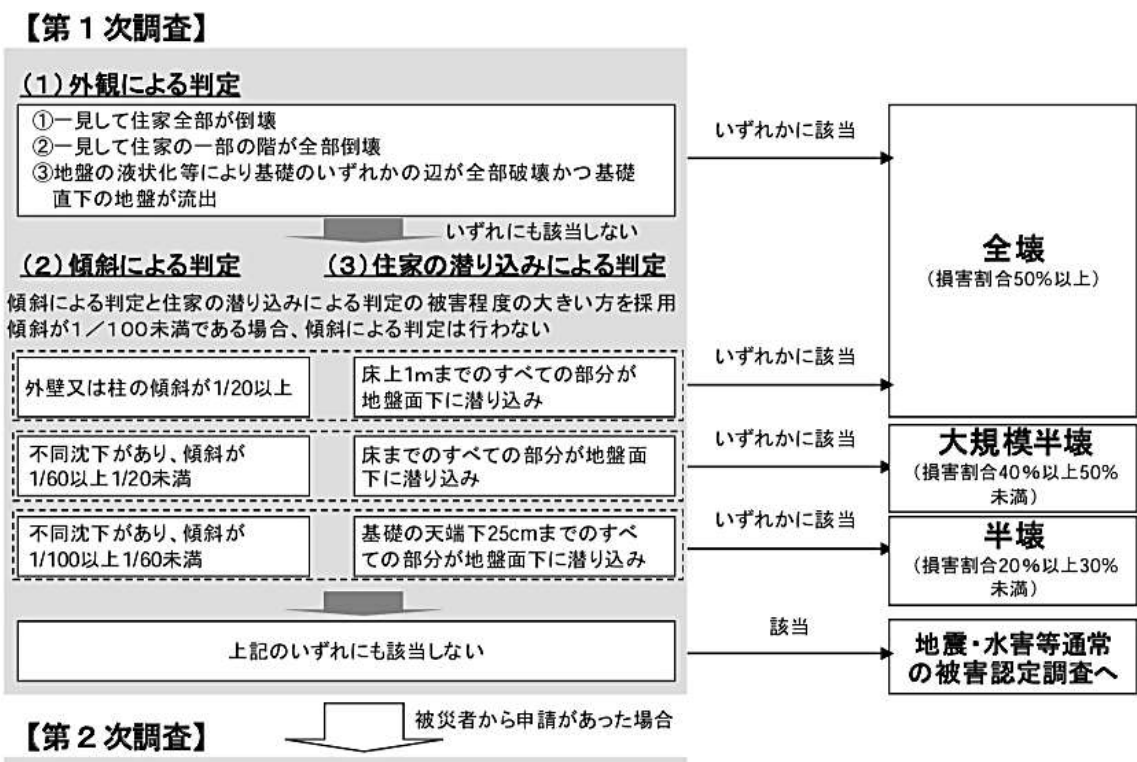 【第１次調査】
（１）外観による判定
①一見して住家全部が倒壊
②一見して住家の一部の階が全部倒壊
③地盤の液状化等により基礎のいずれかの辺が全部破壊かつ基礎
直下の地盤が流出
いずれかに該当
全壊
（損害割合50％以上）
いずれにも該当しない
（２）傾斜による判定
（３）住家の潜り込みによる判定
傾斜による判定と住家の潜り込みによる判定の被害程度の大きい方を採用
傾斜が１／１００未満である場合、傾斜による判定は行わない
外壁又は柱の傾斜が1/20以上
床上1mまでのすべての部分が
地盤面下に潜り込み
いずれかに該当
不同沈下があり、傾斜が
1/60以上1/20未満
床までのすべての部分が地盤面
下に潜り込み
いずれかに該当
大規模半壊
（損害割合40％以上50％
未満）
不同沈下があり、傾斜が
1/100以上1/60未満
基礎の天端下25cmまでのすべ
ての部分が地盤面下に潜り込み
いずれかに該当
半壊
（損害割合20％以上30％
未満）
上記のいずれにも該当しない
該当
地震・水害等通常
の被害認定調査へ
被災者から申請があった場合
【第２次調査】